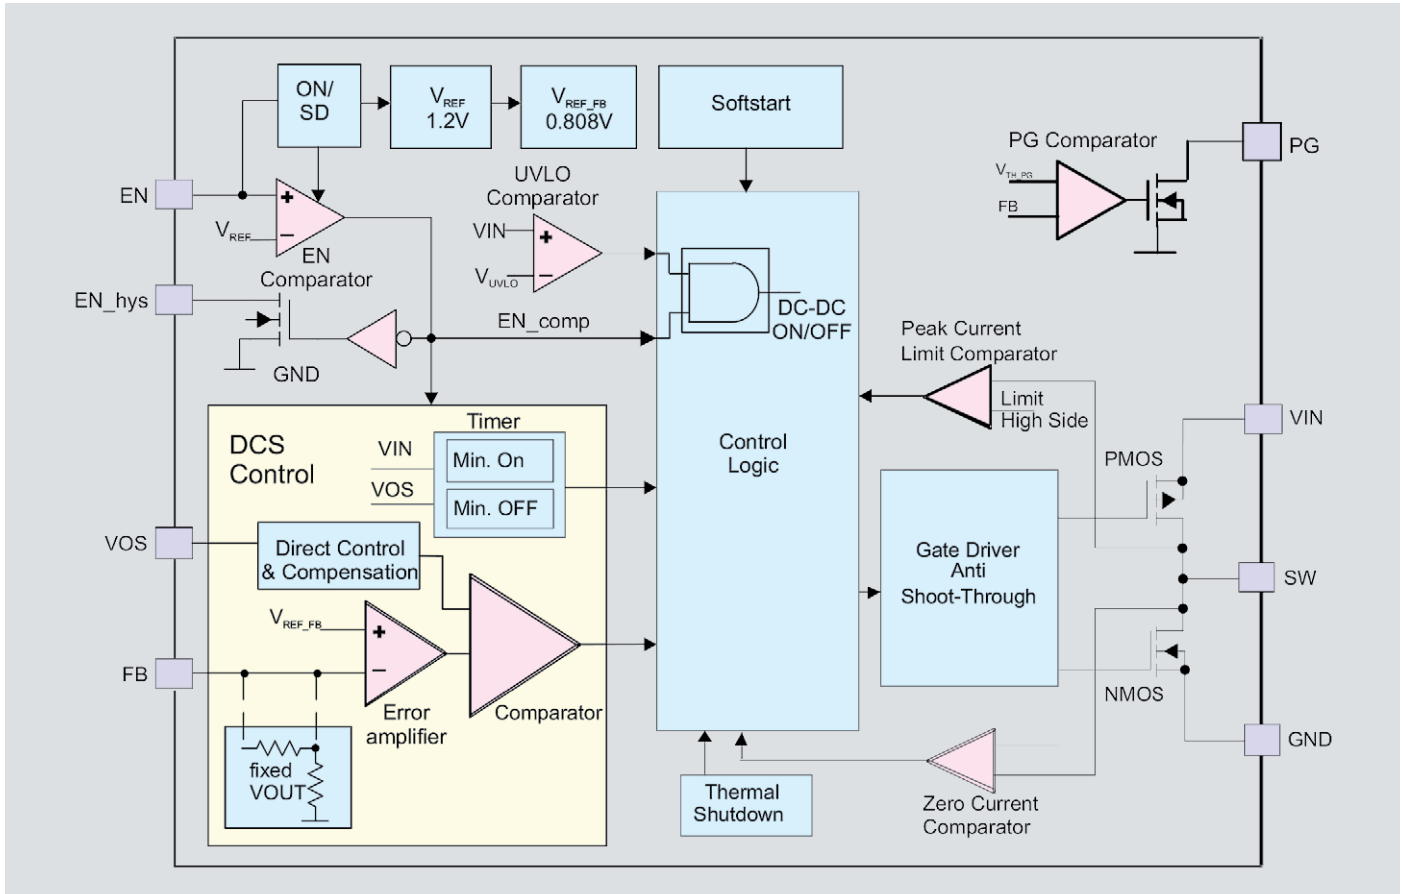 ON/
SD
VREF
1.2V
VREF_FB
0.808V
Softstart
PG Comparator
PG
VTH_PG
FB
EN
+
VREF
−
EN
Comparator
UVLO
Comparator
VIN
+
VUVLO
−
EN_hys
GND
EN_comp
DC-DC
ON/OFF
Peak Current
Limit Comparator
Limit
High Side
VIN
PMOS
DCS
Control
Timer
VIN
Min. On
VOS
Min. OFF
Control
Logic
VOS
Direct Control
& Compensation
Gate Driver
Anti
Shoot-Through
SW
VREF_FB
+
FB
−
Error
amplifier
Comparator
NMOS
GND
fixed
VOUT
Thermal
Shutdown
Zero Current
Comparator